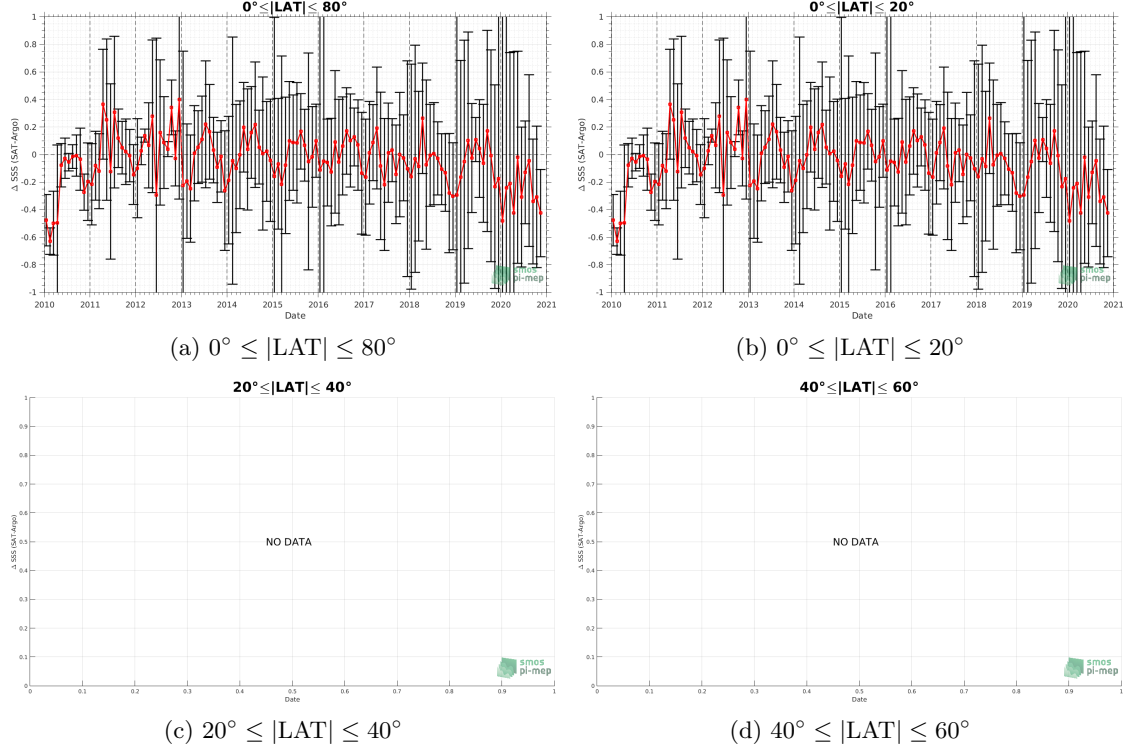 0°≤|LAT|≤ 80°
Δ SSS (SAT-Argo)
1
0.8
0.6
0.4
0.2
0
-0.2
-0.4
-0.6
-0.8
-1
2010 2011 2012 2013 2014 2015 2016 2017 2018 2019 2020 2021
Date
smos
pi-mep
(a) 0° ≤ |LAT| ≤ 80°
0°≤|LAT|≤ 20°
Δ SSS (SAT-Argo)
1
0.8
0.6
0.4
0.2
0
-0.2
-0.4
-0.6
-0.8
-1
2010 2011 2012 2013 2014 2015 2016 2017 2018 2019 2020 2021
Date
smos
pi-mep
(b) 0° ≤ |LAT| ≤ 20°
20°≤|LAT|≤ 40°
Δ SSS (SAT-Argo)
1
0.9
0.8
0.7
0.6
0.5
0.4
0.3
0.2
0.1
0
NO DATA
smos
pi-mep
0 0.1 0.2 0.3 0.4 0.5 0.6 0.7 0.8 0.9 1
Date
(c) 20° ≤ |LAT| ≤ 40°
40°≤|LAT|≤ 60°
Δ SSS (SAT-Argo)
1
0.9
0.8
0.7
0.6
0.5
0.4
0.3
0.2
0.1
0
NO DATA
smos
pi-mep
0 0.1 0.2 0.3 0.4 0.5 0.6 0.7 0.8 0.9 1
Date
(d) 40° ≤ |LAT| ≤ 60°